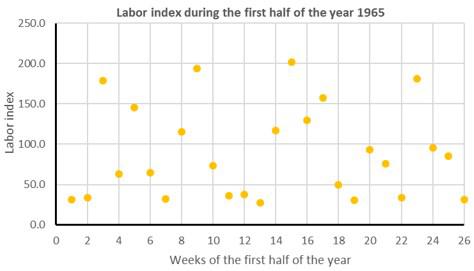 Labor index during the first half of the year 1965
250.0
200.0
150.0
100.0
50.0
0.0
Labor index
0 2 4 6 8 10 12 14 16 18 20 22 24 26
Weeks of the first half of the year